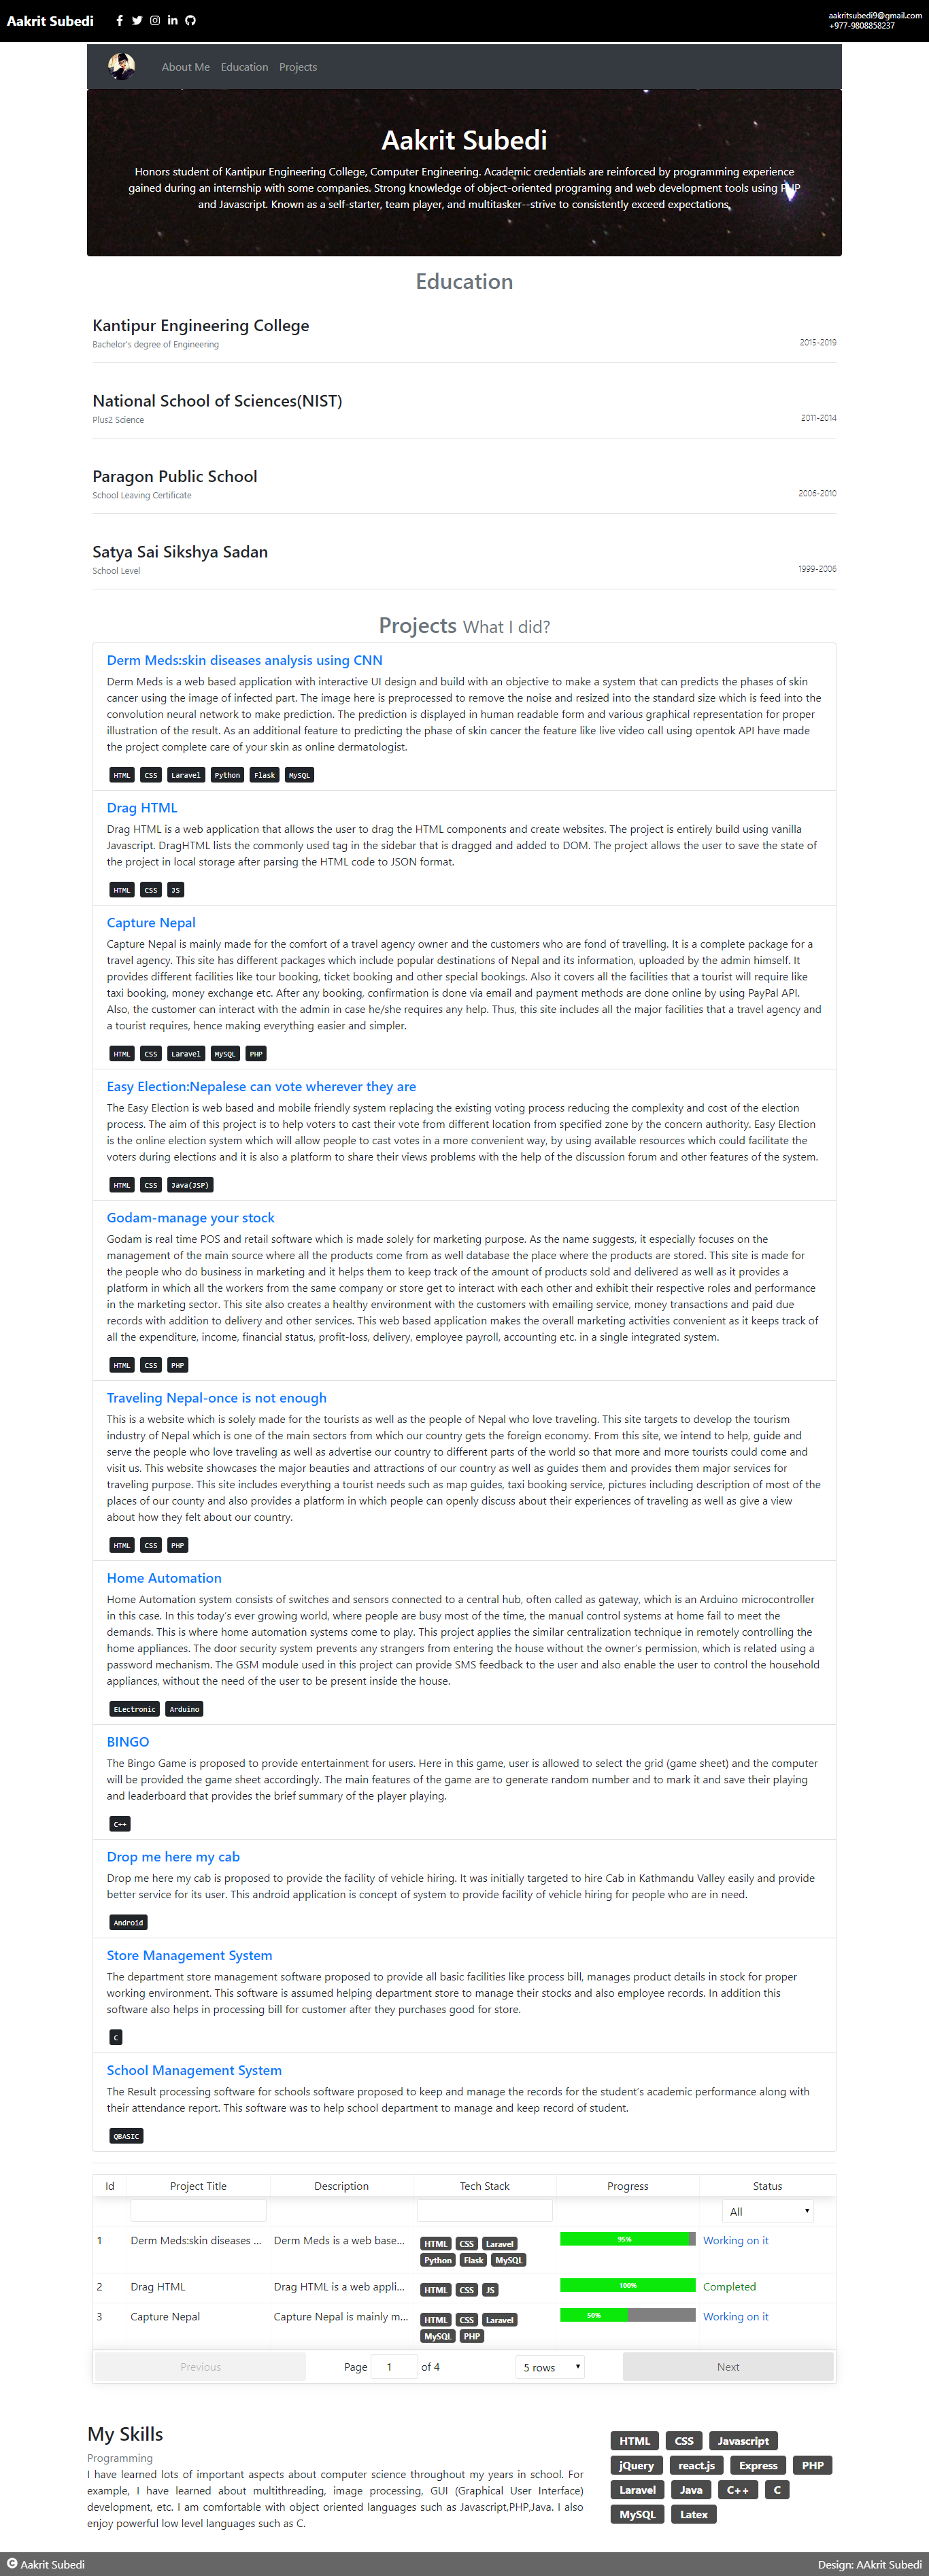 Aakrit Subedi
aakritsubedi9@gmail.com
+977-9808858237
About Me Education Projects
Aakrit Subedi
Honors student of Kantipur Engineering College, Computer Engineering. Academic credentials are reinforced by programming experience
gained during an internship with some companies. Strong knowledge of object-oriented programing and web development tools using PHP
and Javascript. Known as a self-starter, team player, and multitasker--strive to consistently exceed expectations.
Education
Kantipur Engineering College
Bachelor's degree of Engineering
2015-2019
National School of Sciences(NIST)
Plus2 Science
2011-2014
Paragon Public School
School Leaving Certificate
2006-2010
Satya Sai Sikshya Sadan
School Level
1999-2006
Projects What I did?
Derm Meds:skin diseases analysis using CNN
Derm Meds is a web based application with interactive UI design and build with an objective to make a system that can predicts the phases of skin
cancer using the image of infected part. The image here is preprocessed to remove the noise and resized into the standard size which is feed into the
convolution neural network to make prediction. The prediction is displayed in human readable form and various graphical representation for proper
illustration of the result. As an additional feature to predicting the phase of skin cancer the feature like live video call using opentok API have made
the project complete care of your skin as online dermatologist.
HTML CSS Laravel Python Flask MySQL
Drag HTML
Drag HTML is a web application that allows the user to drag the HTML components and create websites. The project is entirely build using vanilla
Javascript. DragHTML lists the commonly used tag in the sidebar that is dragged and added to DOM. The project allows the user to save the state of
the project in local storage after parsing the HTML code to JSON format.
HTML CSS JS
Capture Nepal
Capture Nepal is mainly made for the comfort of a travel agency owner and the customers who are fond of travelling. It is a complete package for a
travel agency. This site has different packages which include popular destinations of Nepal and its information, uploaded by the admin himself. It
provides different facilities like tour booking, ticket booking and other special bookings. Also it covers all the facilities that a tourist will require like
taxi booking, money exchange etc. After any booking, confirmation is done via email and payment methods are done online by using PayPal API.
Also, the customer can interact with the admin in case he/she requires any help. Thus, this site includes all the major facilities that a travel agency and
a tourist requires, hence making everything easier and simpler.
HTML CSS Laravel MySQL PHP
Easy Election:Nepalese can vote wherever they are
The Easy Election is web based and mobile friendly system replacing the existing voting process reducing the complexity and cost of the election
process. The aim of this project is to help voters to cast their vote from different location from specified zone by the concern authority. Easy Election
is the online election system which will allow people to cast votes in a more convenient way, by using available resources which could facilitate the
voters during elections and it is also a platform to share their views problems with the help of the discussion forum and other features of the system.
HTML CSS Java(JSP)
Godam-manage your stock
Godam is real time POS and retail software which is made solely for marketing purpose. As the name suggests, it especially focuses on the
management of the main source where all the products come from as well database the place where the products are stored. This site is made for
the people who do business in marketing and it helps them to keep track of the amount of products sold and delivered as well as it provides a
platform in which all the workers from the same company or store get to interact with each other and exhibit their respective roles and performance
in the marketing sector. This site also creates a healthy environment with the customers with emailing service, money transactions and paid due
records with addition to delivery and other services. This web based application makes the overall marketing activities convenient as it keeps track of
all the expenditure, income, financial status, profit-loss, delivery, employee payroll, accounting etc. in a single integrated system.
HTML CSS PHP
Traveling Nepal-once is not enough
This is a website which is solely made for the tourists as well as the people of Nepal who love traveling. This site targets to develop the tourism
industry of Nepal which is one of the main sectors from which our country gets the foreign economy. From this site, we intend to help, guide and
serve the people who love traveling as well as advertise our country to different parts of the world so that more and more tourists could come and
visit us. This website showcases the major beauties and attractions of our country as well as guides them and provides them major services for
traveling purpose. This site includes everything a tourist needs such as map guides, taxi booking service, pictures including description of most of the
places of our county and also provides a platform in which people can openly discuss about their experiences of traveling as well as give a view
about how they felt about our country.
HTML CSS PHP
Home Automation
Home Automation system consists of switches and sensors connected to a central hub, often called as gateway, which is an Arduino microcontroller
in this case. In this today's ever growing world, where people are busy most of the time, the manual control systems at home fail to meet the
demands. This is where home automation systems come to play. This project applies the similar centralization technique in remotely controlling the
home appliances. The door security system prevents any strangers from entering the house without the owner's permission, which is related using a
password mechanism. The GSM module used in this project can provide SMS feedback to the user and also enable the user to control the household
appliances, without the need of the user to be present inside the house.
ELectronic Arduino
BINGO
The Bingo Game is proposed to provide entertainment for users. Here in this game, user is allowed to select the grid (game sheet) and the computer
will be provided the game sheet accordingly. The main features of the game are to generate random number and to mark it and save their playing
and leaderboard that provides the brief summary of the player playing.
C++
Drop me here my cab
Drop me here my cab is proposed to provide the facility of vehicle hiring. It was initially targeted to hire Cab in Kathmandu Valley easily and provide
better service for its user. This android application is concept of system to provide facility of vehicle hiring for people who are in need.
Android
Store Management System
The department store management software proposed to provide all basic facilities like process bill, manages product details in stock for proper
working environment. This software is assumed helping department store to manage their stocks and also employee records. In addition this
software also helps in processing bill for customer after they purchases good for store.
C
School Management System
The Result processing software for schools software proposed to keep and manage the records for the student's academic performance along with
their attendance report. This software was to help school department to manage and keep record of student.
QBASIC
Id Project Title Description Tech Stack Progress Status
All
1 Derm Meds:skin diseases ... Derm Meds is a web base... HTML CSS Laravel 95% Working on it
Python Flask MySQL
2 Drag HTML Drag HTML is a web appli... HTML CSS JS 100% Completed
3 Capture Nepal Capture Nepal is mainly m... HTML CSS Laravel 50% Working on it
MySQL PHP
Previous Page 1 of 4 5 rows Next
My Skills
Programming
I have learned lots of important aspects about computer science throughout my years in school. For
example, I have learned about multithreading, image processing, GUI (Graphical User Interface)
development, etc. I am comfortable with object oriented languages such as Javascript,PHP,Java. I also
enjoy powerful low level languages such as C.
HTML CSS Javascript
jQuery react.js Express PHP
Laravel Java C++ C
MySQL Latex
© Aakrit Subedi
Design: AAkrit Subedi